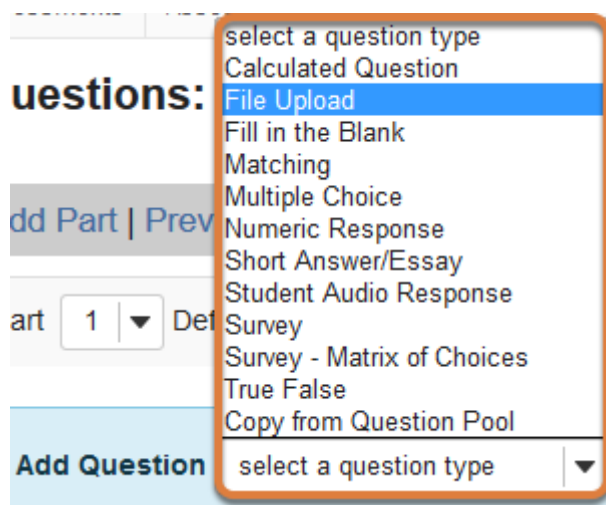 select a question type
Calculated Question
uestions:
File Upload
Fill in the Blank
Matching
Multiple Choice
dd Part | Prev
Numeric Response
Short Answer/Essay
Student Audio Response
art 1 Def
Survey
Survey - Matrix of Choices
True False
Copy from Question Pool
Add Question select a question type